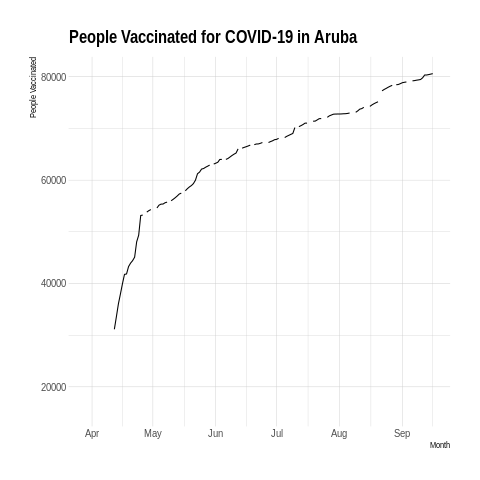 People Vaccinated for COVID-19 in Aruba
People Vaccinated
80000
60000
40000
20000
Apr May Jun Jul Aug Sep
Month